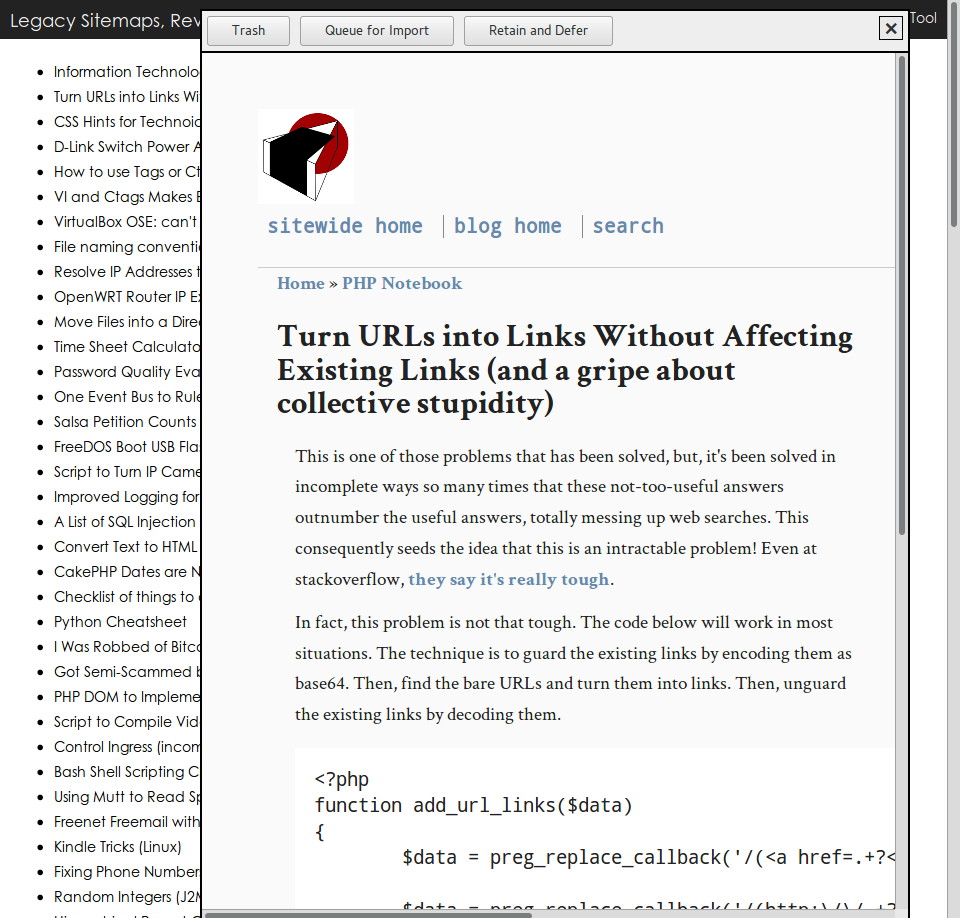 Legacy Sitemaps, Rev
Tool
Trash
Queue for Import
Retain and Defer
Information Technolo
Turn URLs into Links Wi
CSS Hints for Technoid
D-Link Switch Power A
How to use Tags or Ct
VI and Ctags Makes E
VirtualBox OSE: can't
File naming conventi
Resolve IP Addresses t
OpenWRT Router IP Ex
Move Files into a Dire
Time Sheet Calculato
Password Quality Eva
One Event Bus to Rule
Salsa Petition Counts
FreeDOS Boot USB Fla
Script to Turn IP Came
Improved Logging for
A List of SQL Injection
Convert Text to HTML
CakePHP Dates are N
Checklist of things to
Python Cheatsheet
I Was Robbed of Bitco
Got Semi-Scammed b
PHP DOM to Impleme
Script to Compile Vid
Control Ingress (incom
Bash Shell Scripting C
Using Mutt to Read Sp
Freenet Freemail with
Kindle Tricks (Linux)
Fixing Phone Number
Random Integers (J2M
sitewide home
blog home
search
Home » PHP Notebook
Turn URLs into Links Without Affecting
Existing Links (and a gripe about
collective stupidity)
This is one of those problems that has been solved, but, it's been solved in
incomplete ways so many times that these not-too-useful answers
outnumber the useful answers, totally messing up web searches. This
consequently seeds the idea that this is an intractable problem! Even at
stackoverflow, they say it's really tough.
In fact, this problem is not that tough. The code below will work in most
situations. The technique is to guard the existing links by encoding them as
base64. Then, find the bare URLs and turn them into links. Then, unguard
the existing links by decoding them.
<?php
function add_url_links($data)
{
$data = preg_replace_callback('/(<a href=.+?<
$data = preg_replace_callback('/(http:\/\/.+?